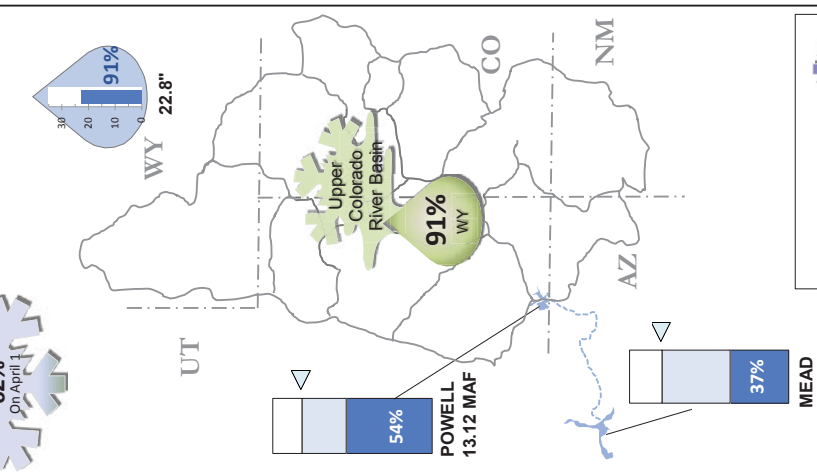 On April 1
30
20
10
0
91%
22.8"
WY
UT
CO
NM
AZ
Upper
Colorado
River Basin
91%
WY
54%
POWELL
13.12 MAF
37%
MEAD